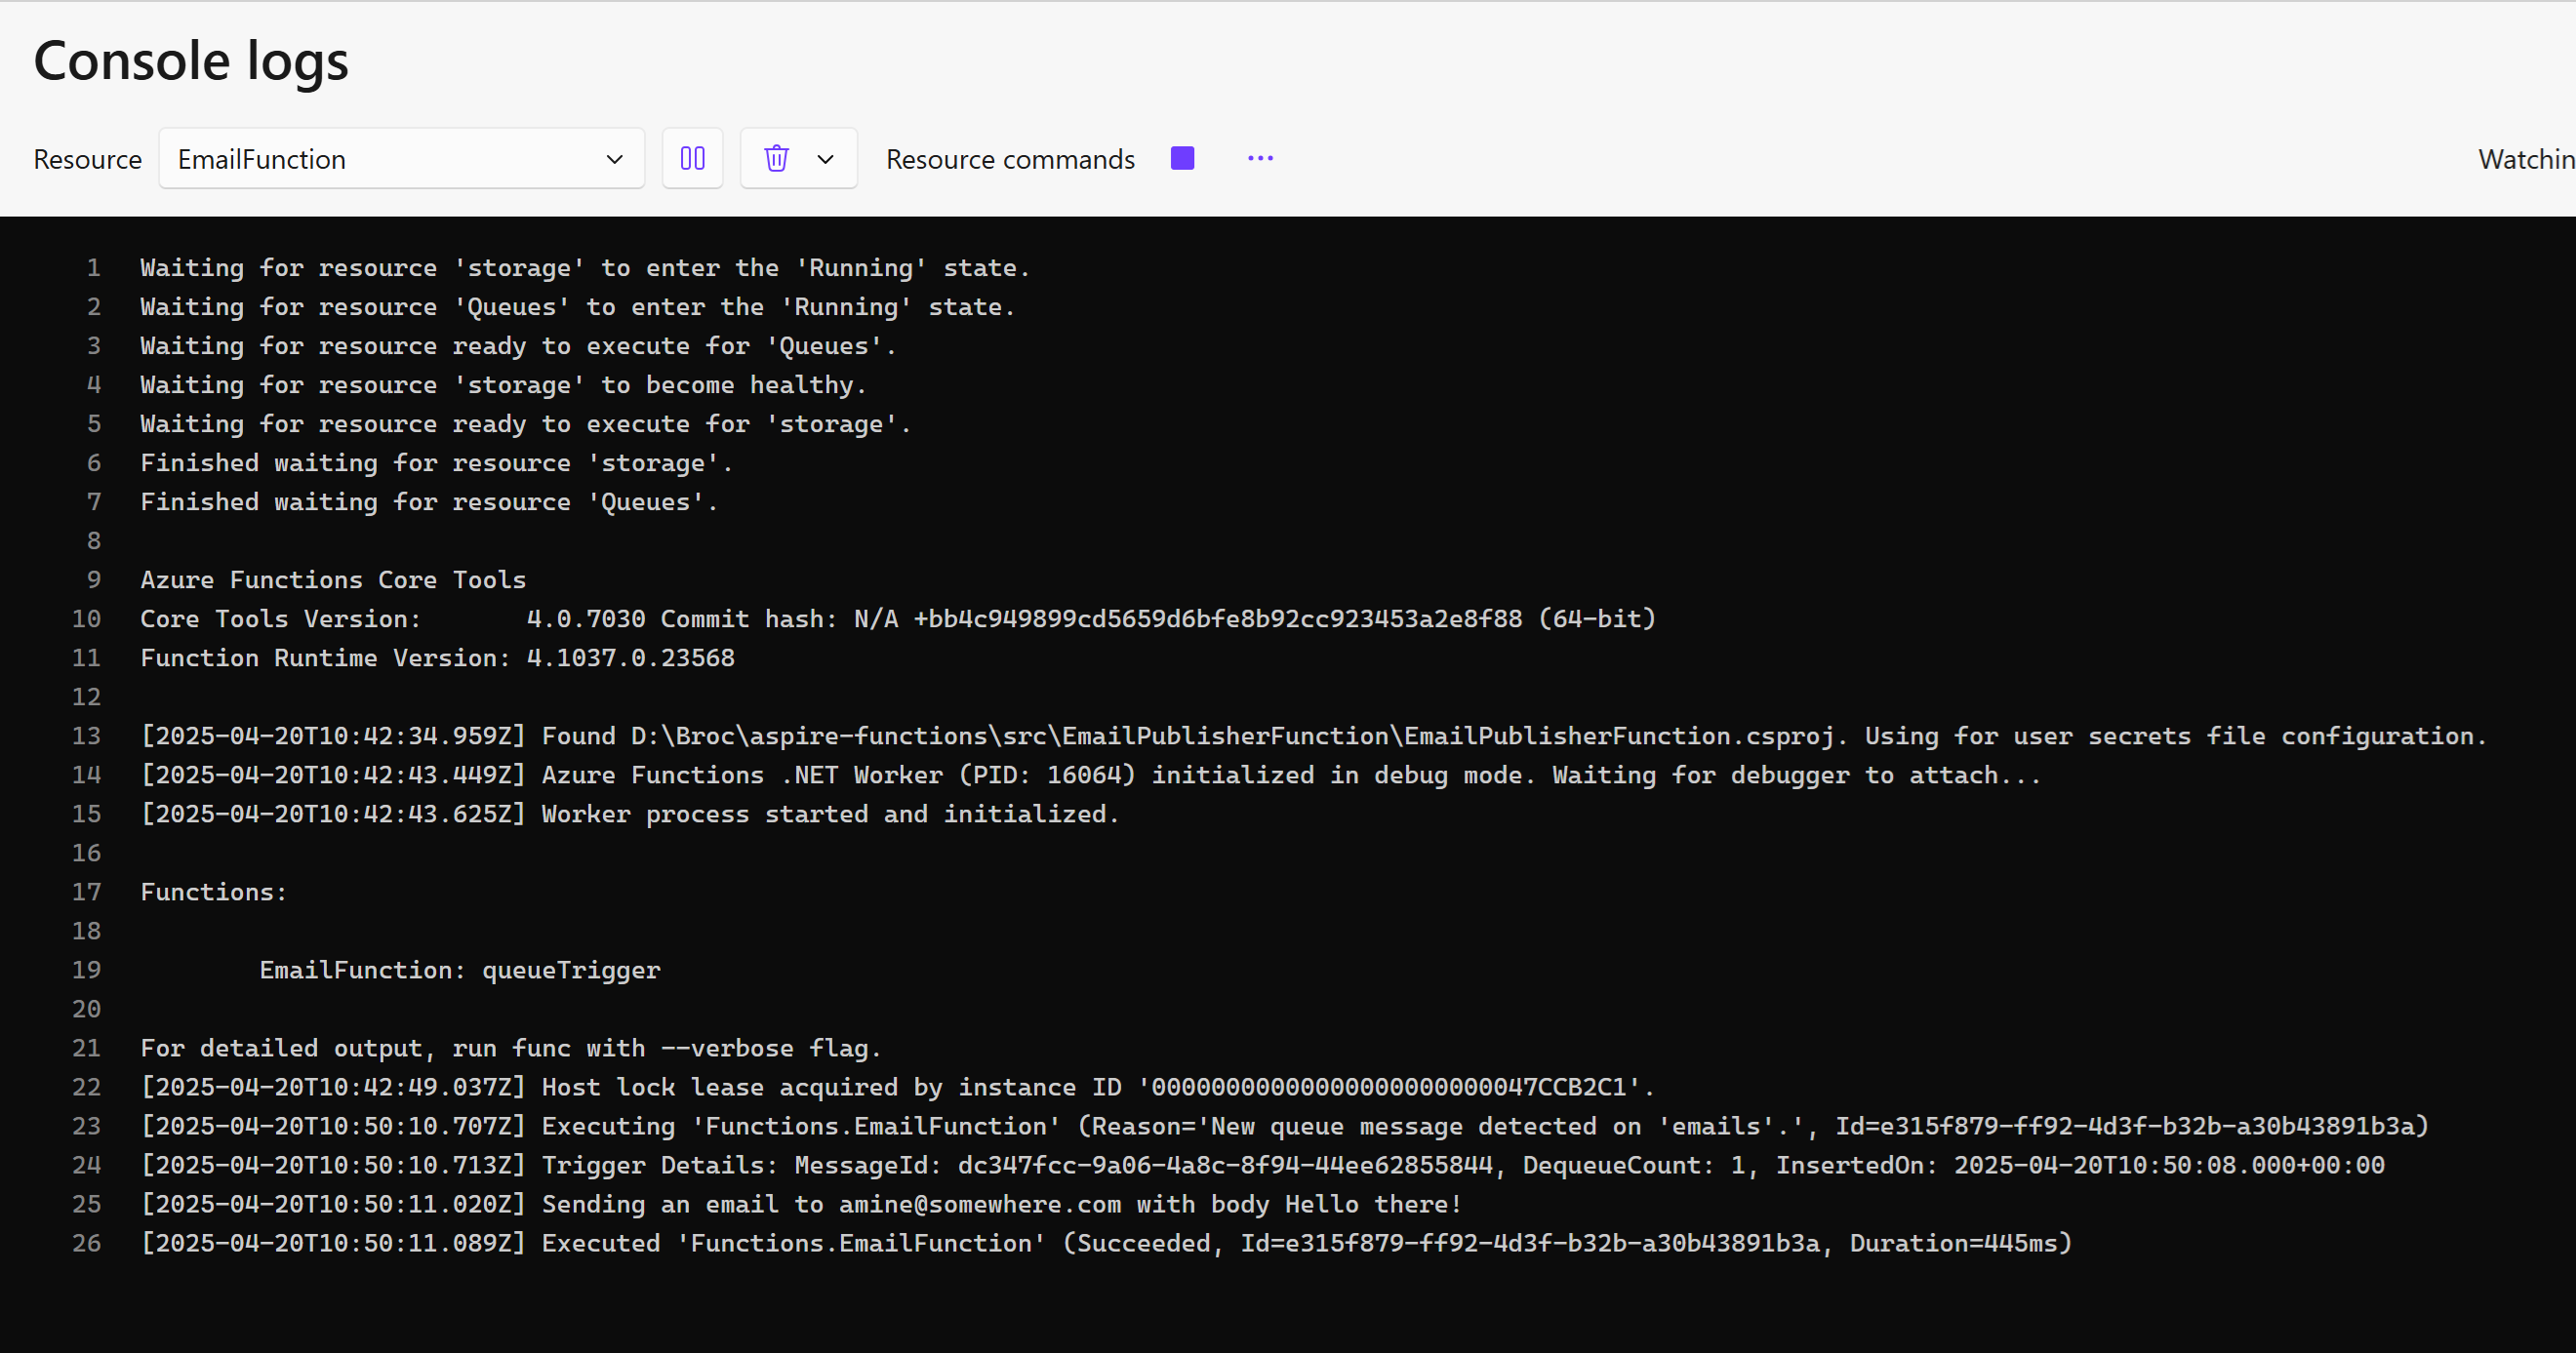 Console logs
Resource EmailFunction Resource commands Watchin
1 Waiting for resource 'storage' to enter the 'Running' state.
2 Waiting for resource 'Queues' to enter the 'Running' state.
3 Waiting for resource ready to execute for 'Queues'.
4 Waiting for resource 'storage' to become healthy.
5 Waiting for resource ready to execute for 'storage'.
6 Finished waiting for resource 'storage'.
7 Finished waiting for resource 'Queues'.
8
9 Azure Functions Core Tools
10 Core Tools Version:       4.0.7030 Commit hash: N/A +bb4c949899cd5659d6bfe8b92cc923453a2e8f88 (64-bit)
11 Function Runtime Version: 4.1037.0.23568
12
13 [2025-04-20T10:42:34.959Z] Found D:\Broc\aspire-functions\src\EmailPublisherFunction\EmailPublisherFunction.csproj. Using for user secrets file configuration.
14 [2025-04-20T10:42:43.449Z] Azure Functions .NET Worker (PID: 16064) initialized in debug mode. Waiting for debugger to attach...
15 [2025-04-20T10:42:43.625Z] Worker process started and initialized.
16
17 Functions:
18
19         EmailFunction: queueTrigger
20
21 For detailed output, run func with --verbose flag.
22 [2025-04-20T10:42:49.037Z] Host lock lease acquired by instance ID '00000000000000000000000047CCB2C1'.
23 [2025-04-20T10:50:10.707Z] Executing 'Functions.EmailFunction' (Reason='New queue message detected on 'emails'.', Id=e315f879-ff92-4d3f-b32b-a30b43891b3a)
24 [2025-04-20T10:50:10.713Z] Trigger Details: MessageId: dc347fcc-9a06-4a8c-8f94-44ee62855844, DequeueCount: 1, InsertedOn: 2025-04-20T10:50:08.000+00:00
25 [2025-04-20T10:50:11.020Z] Sending an email to amine@somewhere.com with body Hello there!
26 [2025-04-20T10:50:11.089Z] Executed 'Functions.EmailFunction' (Succeeded, Id=e315f879-ff92-4d3f-b32b-a30b43891b3a, Duration=445ms)